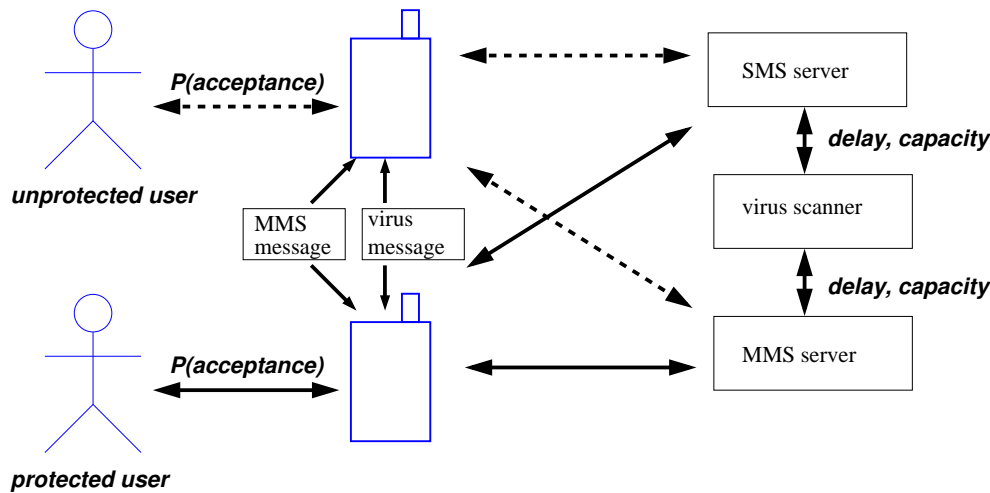 P(acceptance)
SMS server
delay, capacity
unprotected user
MMS
message
virus
message
virus scanner
delay, capacity
P(acceptance)
MMS server
protected user